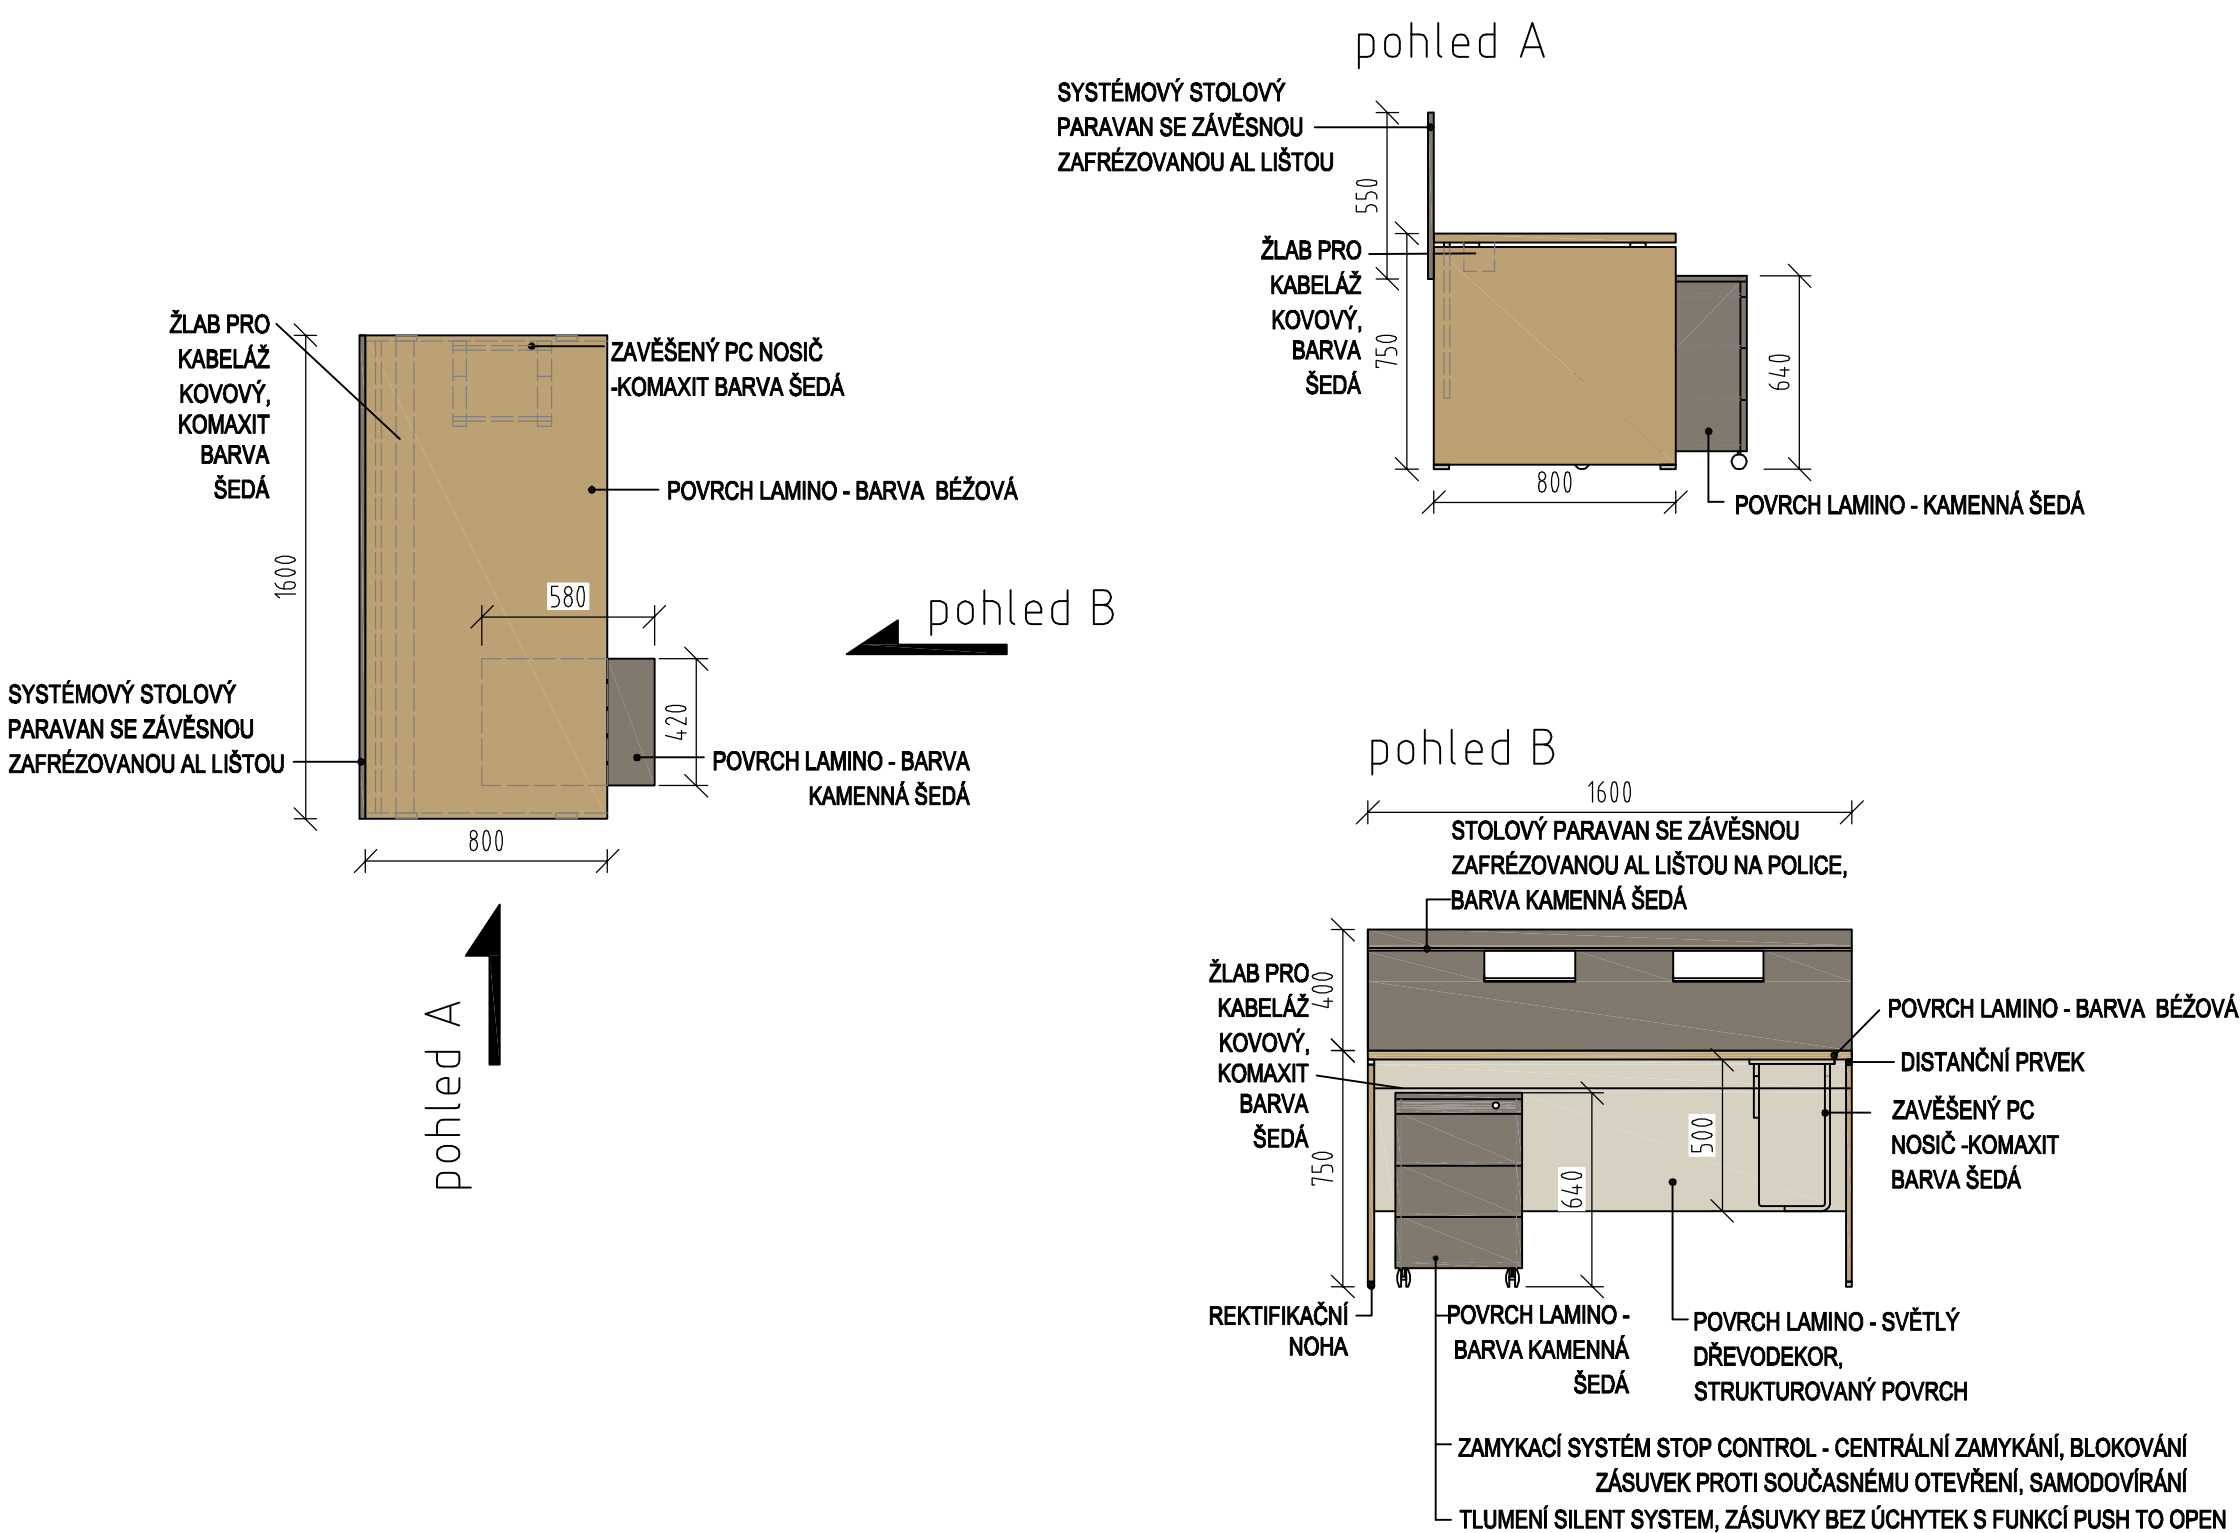 pohled A
SYSTÉMOVÝ STOLOVÝ
PARAVAN SE ZÁVĚSNOU
ZAFRÉZOVANOU AL LIŠTOU
550
ŽLAB PRO
KABELÁŽ
KOVOVÝ,
BARVA
ŠEDÁ
750
640
800
POVRCH LAMINO - KAMENNÁ ŠEDÁ
ŽLAB PRO
KABELÁŽ
KOVOVÝ,
KOMAXIT
BARVA
ŠEDÁ
ZAVĚŠENÝ PC NOSIČ
-KOMAXIT BARVA ŠEDÁ
POVRCH LAMINO - BARVA BÉŽOVÁ
1600
580
pohled B
420
SYSTÉMOVÝ STOLOVÝ
PARAVAN SE ZÁVĚSNOU
ZAFRÉZOVANOU AL LIŠTOU
POVRCH LAMINO - BARVA
KAMENNÁ ŠEDÁ
800
pohled A
pohled B
1600
STOLOVÝ PARAVAN SE ZÁVĚSNOU
ZAFRÉZOVANOU AL LIŠTOU NA POLICE,
BARVA KAMENNÁ ŠEDÁ
ŽLAB PRO
KABELÁŽ
KOVOVÝ,
KOMAXIT
BARVA
ŠEDÁ
400
750
640
500
POVRCH LAMINO - BARVA BÉŽOVÁ
DISTANČNÍ PRVEK
ZAVĚŠENÝ PC
NOSIČ -KOMAXIT
BARVA ŠEDÁ
REKTIFIKAČNÍ
NOHA
POVRCH LAMINO -
BARVA KAMENNÁ
ŠEDÁ
POVRCH LAMINO - SVĚTLÝ
DŘEVODEKOR,
STRUKTUROVANÝ POVRCH
ZAMYKACÍ SYSTÉM STOP CONTROL - CENTRÁLNÍ ZAMYKÁNÍ, BLOKOVÁNÍ
ZÁSUVEK PROTI SOUČASNÉMU OTEVŘENÍ, SAMODOVÍRÁNÍ
TLUMENÍ SILENT SYSTEM, ZÁSUVKY BEZ ÚCHYTEK S FUNKCÍ PUSH TO OPEN